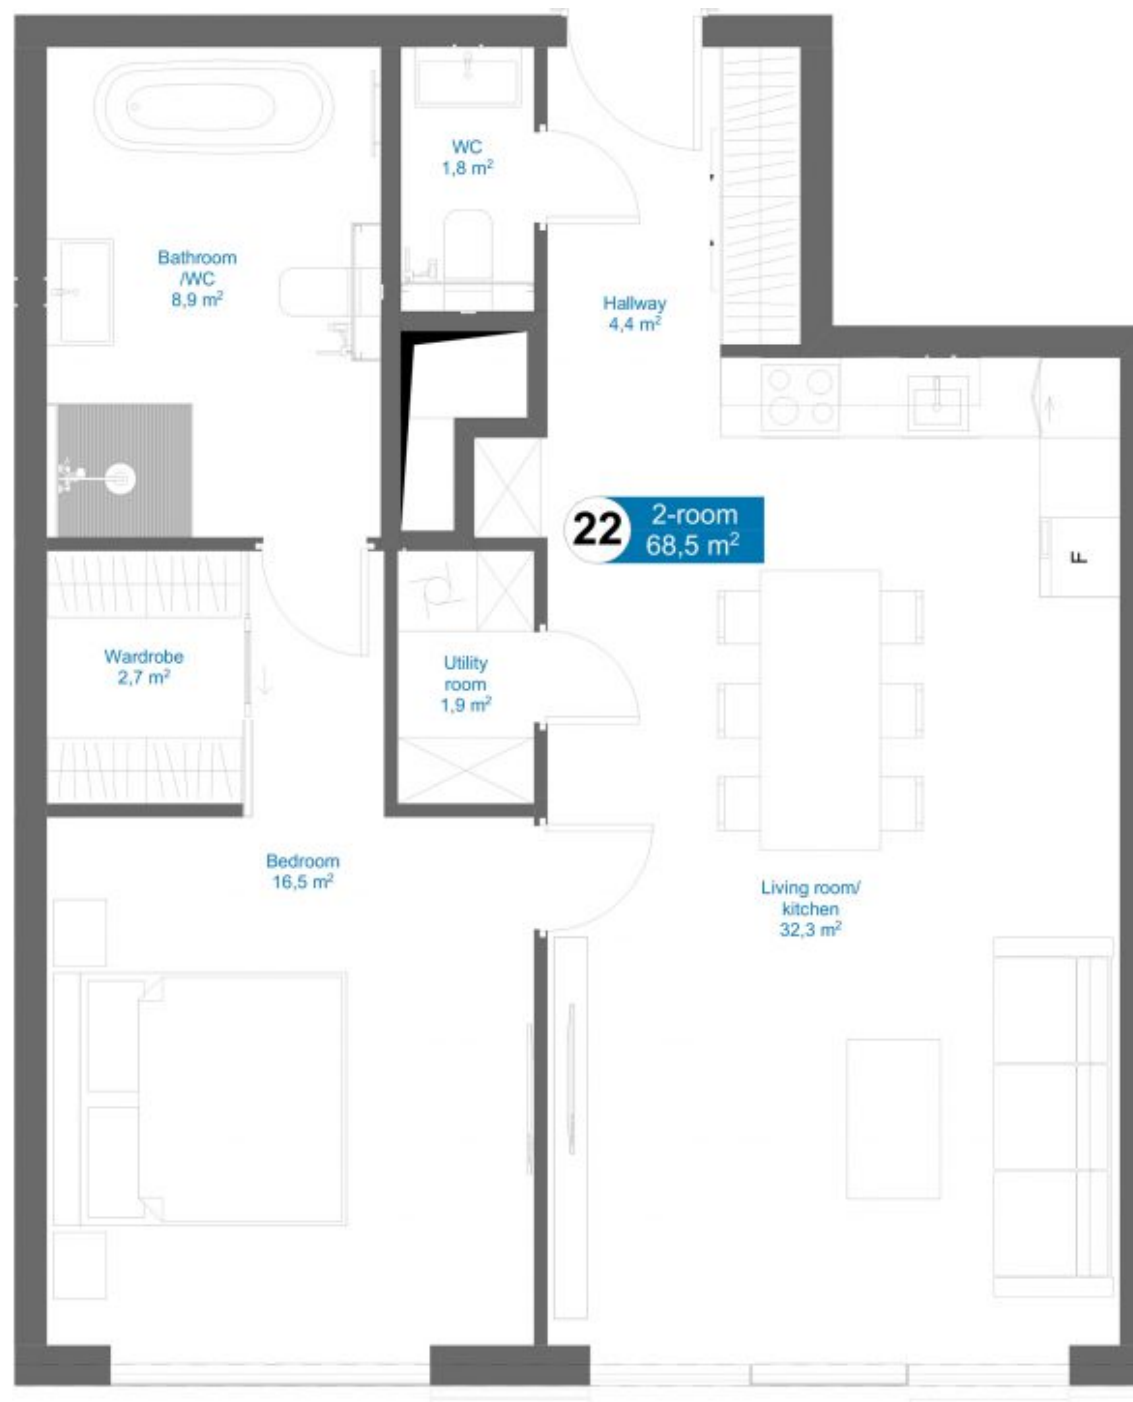 WC
1,8 m²
Bathroom
/WC
8,9 m²
Hallway
4,4 m²
22
2-room
68,5 m²
F
Wardrobe
2,7 m²
Utility
room
1,9 m²
Bedroom
16,5 m²
Living room/
kitchen
32,3 m²